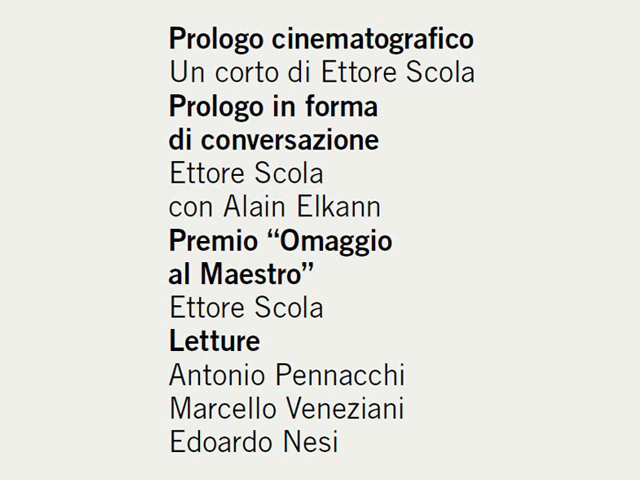 Prologo cinematografico
Un corto di Ettore Scola
Prologo in forma
di conversazione
Ettore Scola
con Alain Elkann
Premio “Omaggio
al Maestro”
Ettore Scola
Letture
Antonio Pennacchi
Marcello Veneziani
Edoardo Nesi